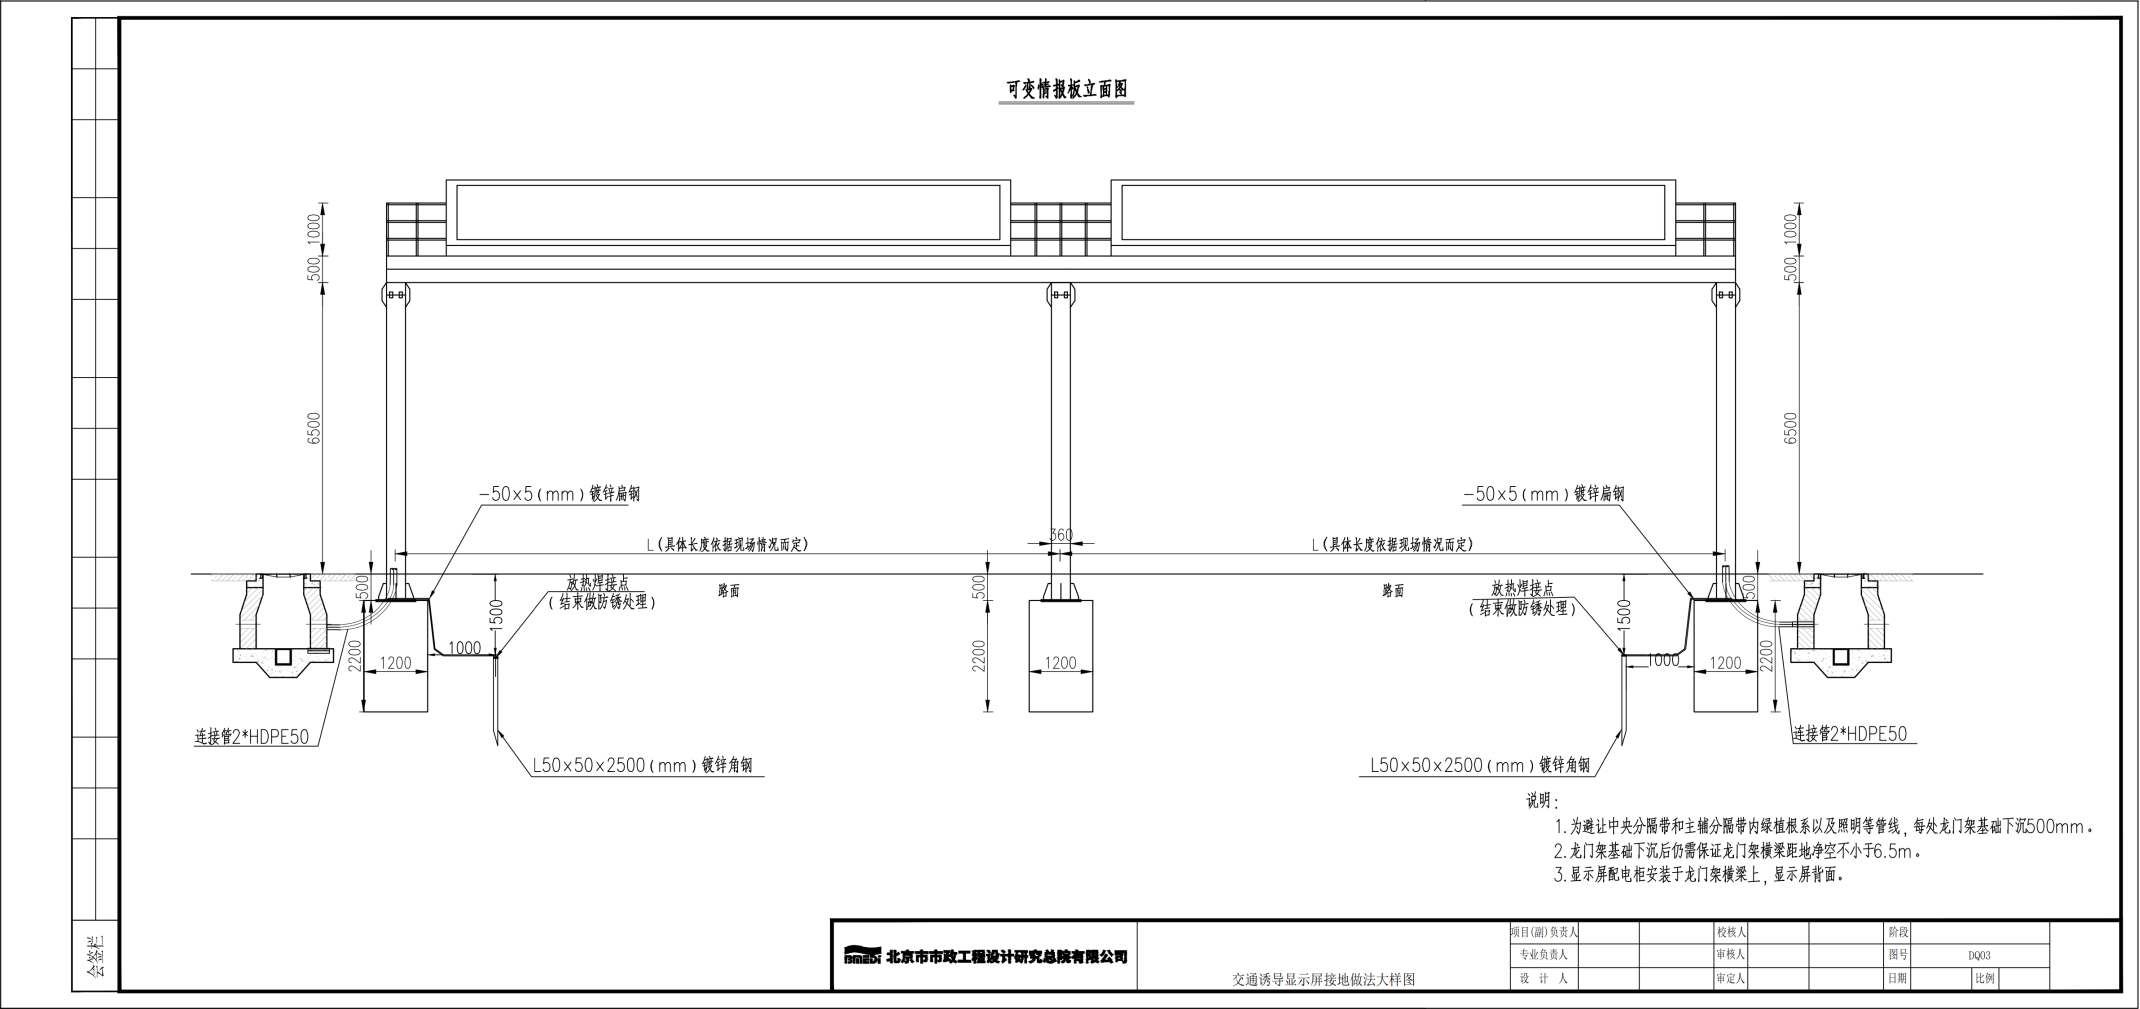 可变情报板立面图
1000
500
6500
1000
500
6500
-50×5(mm)镀锌扁钢
-50×5(mm)镀锌扁钢
L(具体长度依据现场情况而定)
360
L(具体长度依据现场情况而定)
500
放热焊接点
(结束做防锈处理)
路面
500
路面
放热焊接点
(结束做防锈处理)
500
1500
1500
2200
1200
1000
2200
1200
1000
1200
2200
连接管2*HDPE50
连接管2*HDPE50
L50×50×2500(mm)镀锌角钢
L50×50×2500(mm)镀锌角钢
说明:
1.为避让中央分隔带和主辅分隔带内绿植根系以及照明等管线,每处龙门架基础下沉500mm。
2.龙门架基础下沉后仍需保证龙门架横梁距地净空不小于6.5m。
3.显示屏配电柜安装于龙门架横梁上,显示屏背面。
会签栏
BMEDI 北京市市政工程设计研究总院有限公司
交通诱导显示屏接地做法大样图
项目(副)负责人 校核人 阶段
专业负责人 审核人 图号 DQ03
设 计 人 审定人 日期 比例